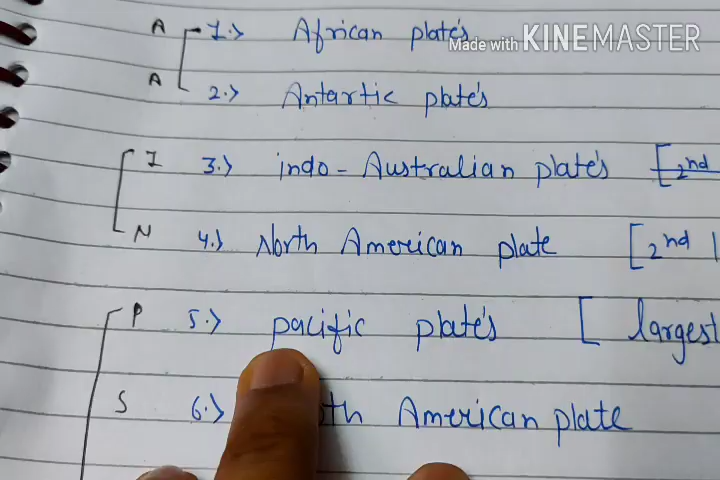 Made with KINEMASTER
A 1.> African plate's
A 2.> Antartic plate's
I 3.> indo-Australian plate's [2nd
N 4.> North American plate [2nd
P 5.> pacific plate's [largest
S 6.> th American plate